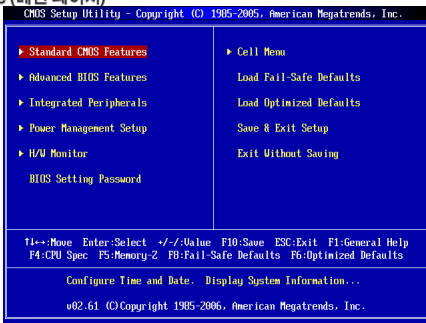 CMOS Setup Utility - Copyright (C) 1985-2005, American Megatrends, Inc.
▶ Standard CMOS Features
▶ Advanced BIOS Features
▶ Integrated Peripherals
▶ Power Management Setup
▶ H/W Monitor
BIOS Setting Password
▶ Cell Menu
Load Fail-Safe Defaults
Load Optimized Defaults
Save & Exit Setup
Exit Without Saving
↑↓↔:Move Enter:Select +/-/:Value F10:Save ESC:Exit F1:General Help
F4:CPU Spec F5:Memory-Z F8:Fail-Safe Defaults F6:Optimized Defaults
Configure Time and Date. Display System Information...
v02.61 (C)Copyright 1985-2006, American Megatrends, Inc.